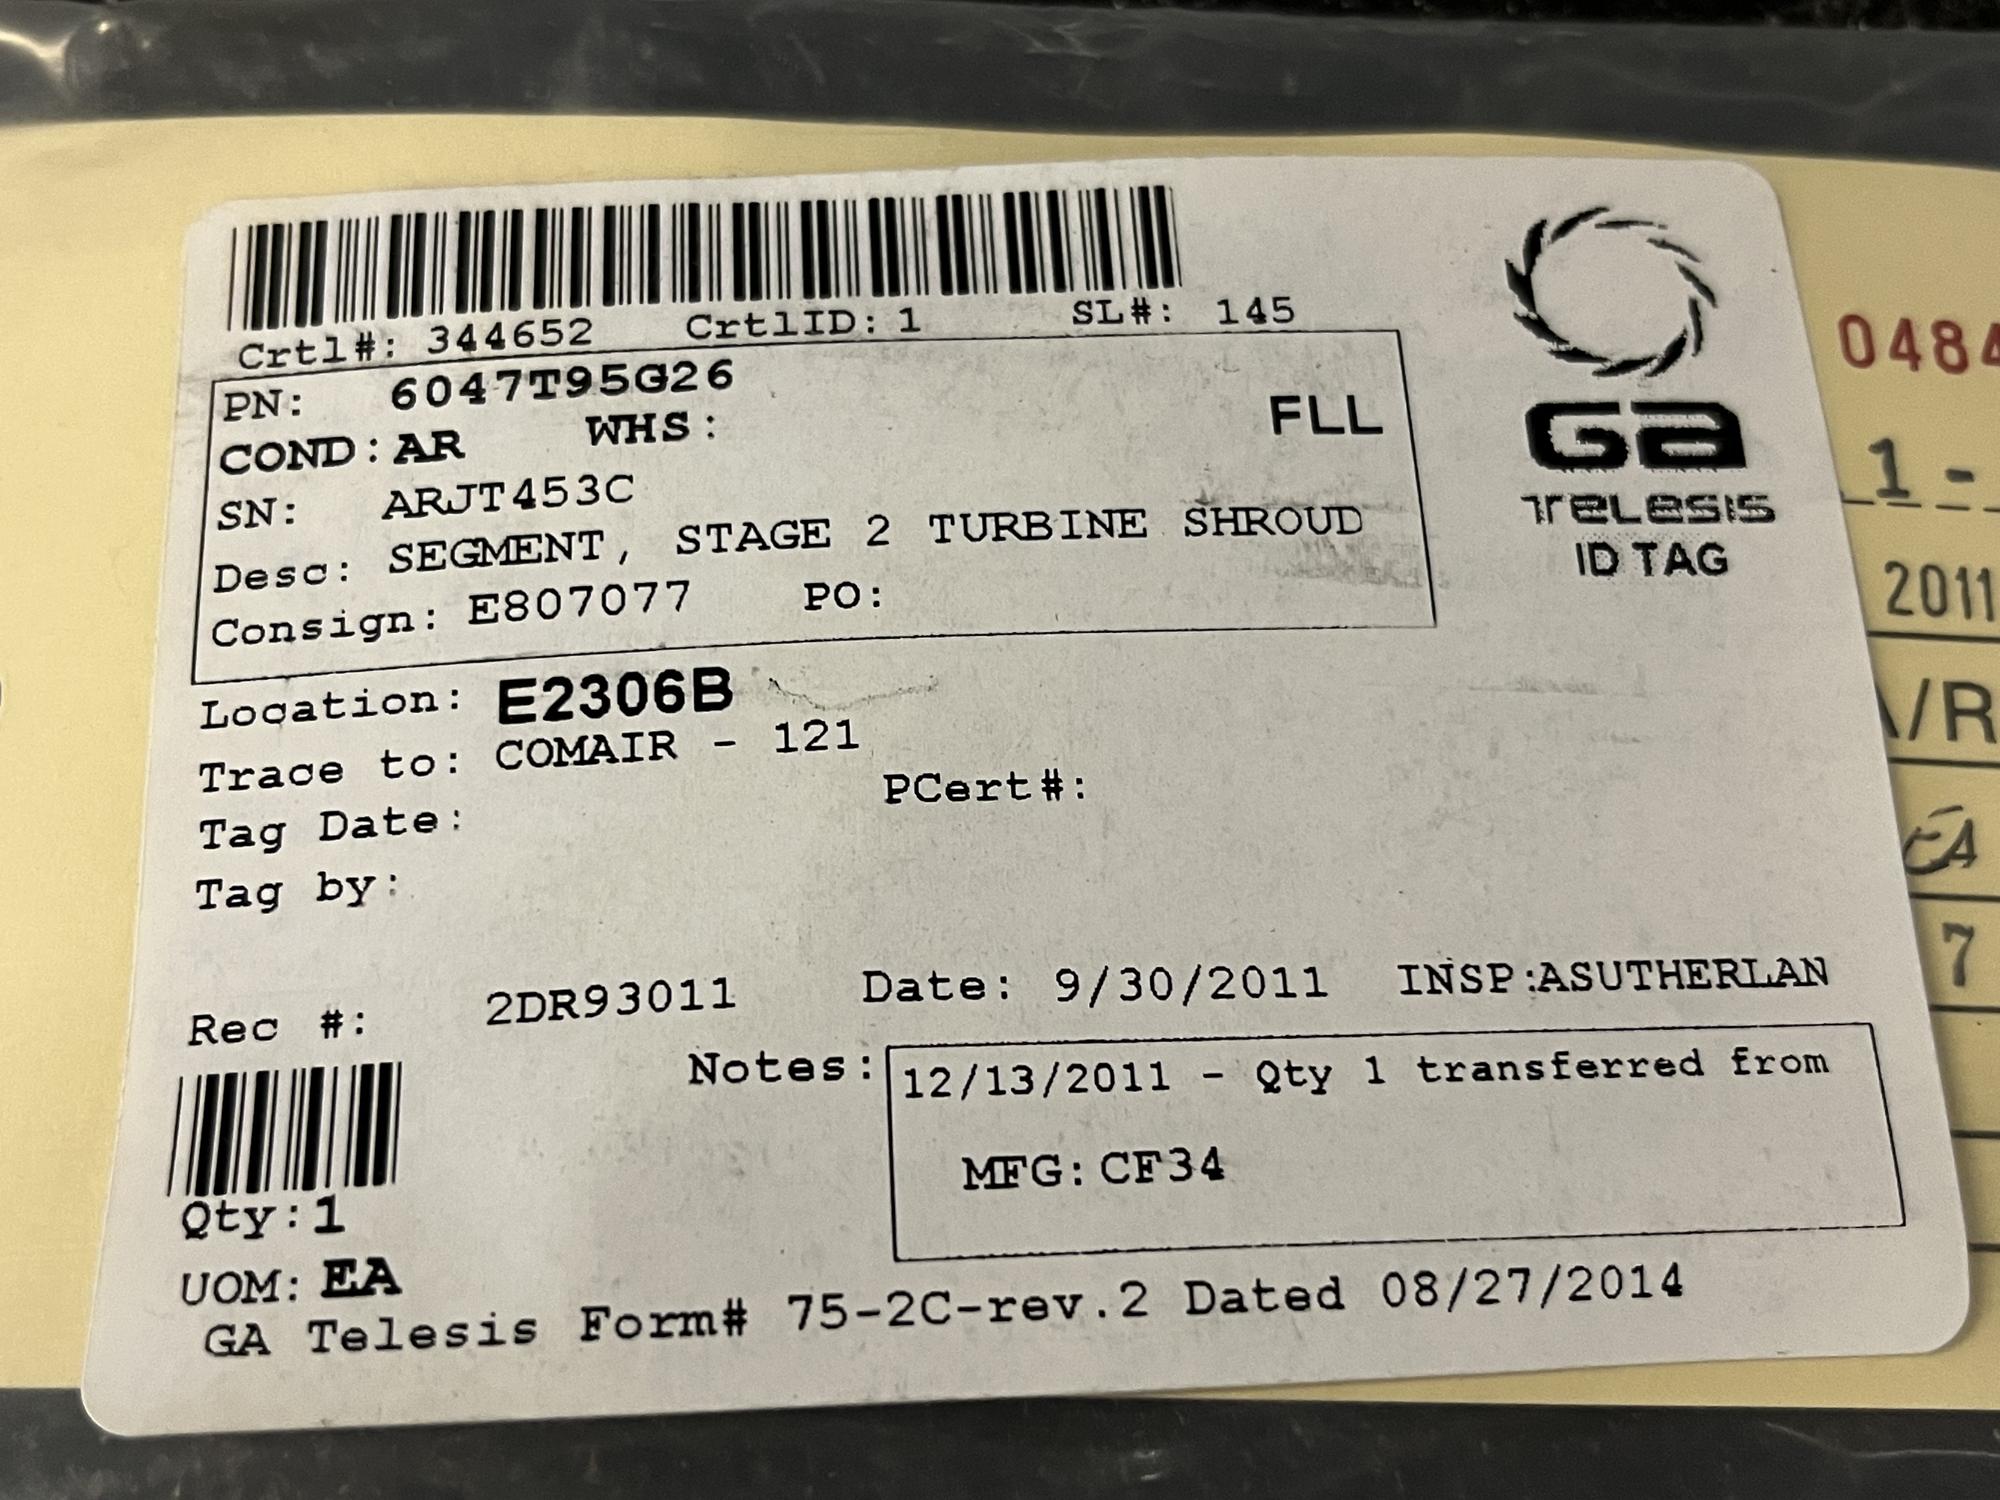 Crtl#: 344652 CrtlID: 1 SL#: 145
PN: 6047T95G26
COND: AR WHS: FLL
SN: ARJT453C
Desc: SEGMENT, STAGE 2 TURBINE SHROUD
Consign: E807077 PO:
Location: E2306B
Trace to: COMAIR - 121
PCert#:
Tag Date:
Tag by:
Rec #: 2DR93011 Date: 9/30/2011 INSP:ASUTHERLAN
Notes: 12/13/2011 - Qty 1 transferred from
MFG: CF34
Qty: 1
UOM: EA
GA Telesis Form# 75-2C-rev.2 Dated 08/27/2014
GA
TELESIS
ID TAG
0484
1 -
2011
/R
EA
7